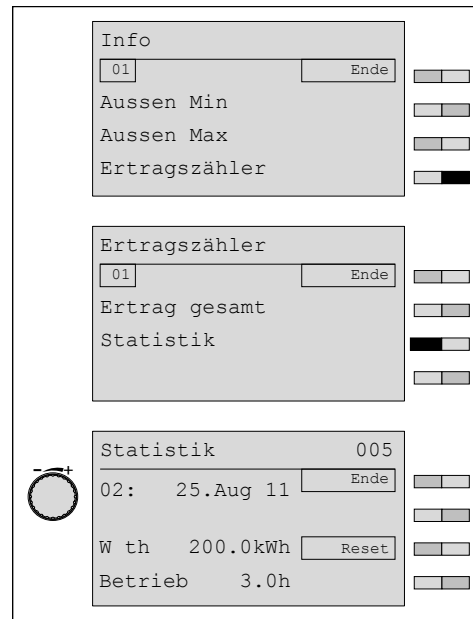 Info
01 Ende
Aussen Min
Aussen Max
Ertragszähler
Ertragszähler
01 Ende
Ertrag gesamt
Statistik
Statistik 005
02: 25.Aug 11 Ende
W th 200.0kWh Reset
Betrieb 3.0h
- +